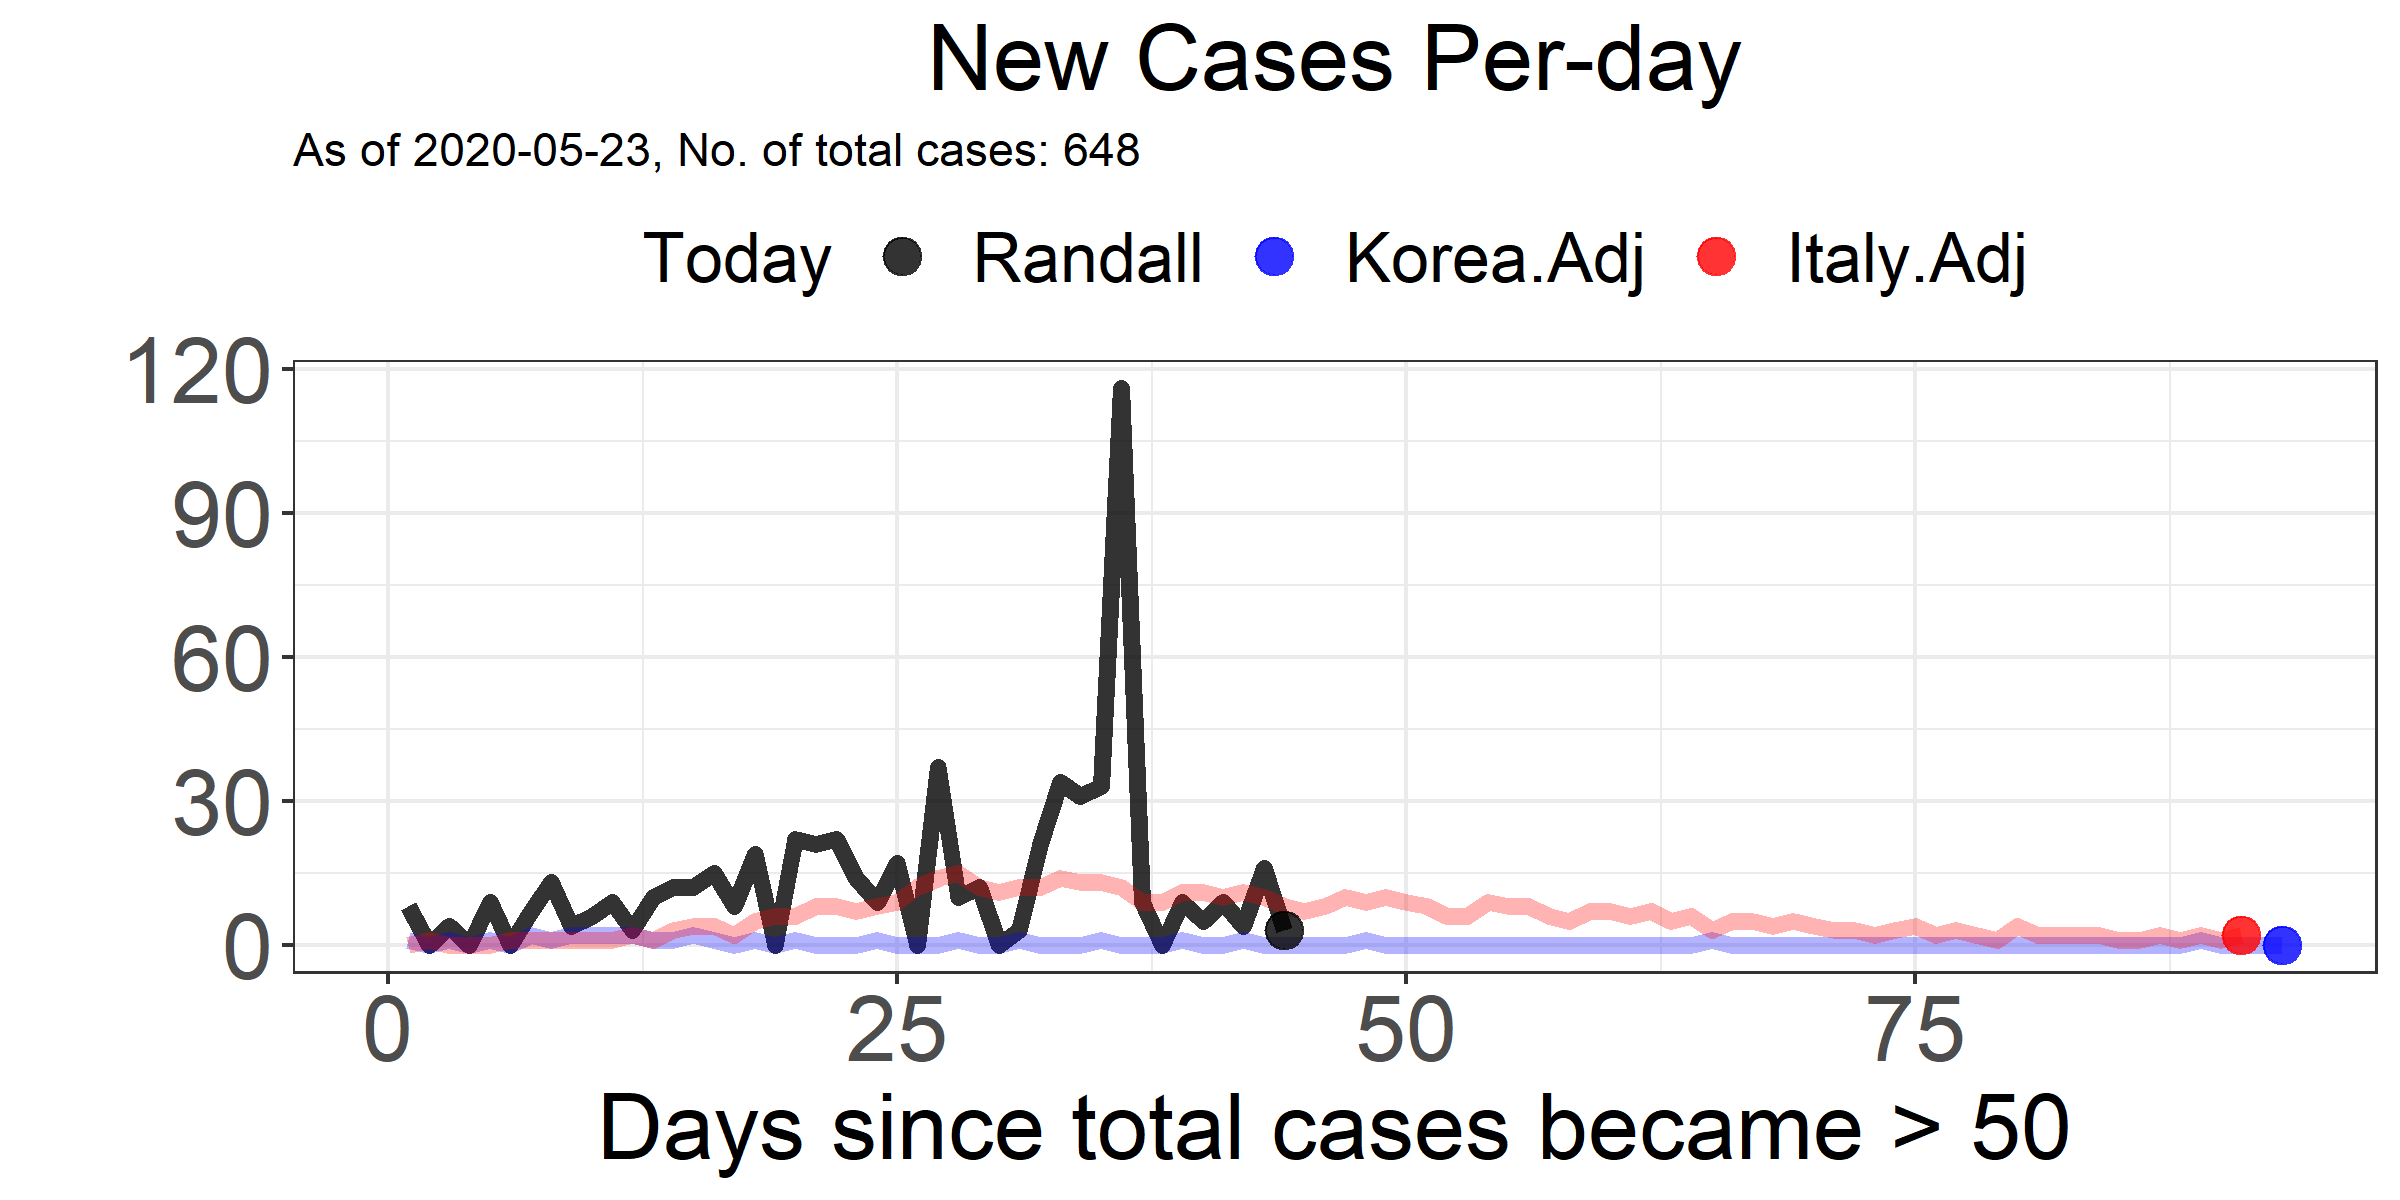 New Cases Per-day
As of 2020-05-23, No. of total cases: 648
Today Randall Korea.Adj Italy.Adj
120
90
60
30
0
0 25 50 75
Days since total cases became > 50